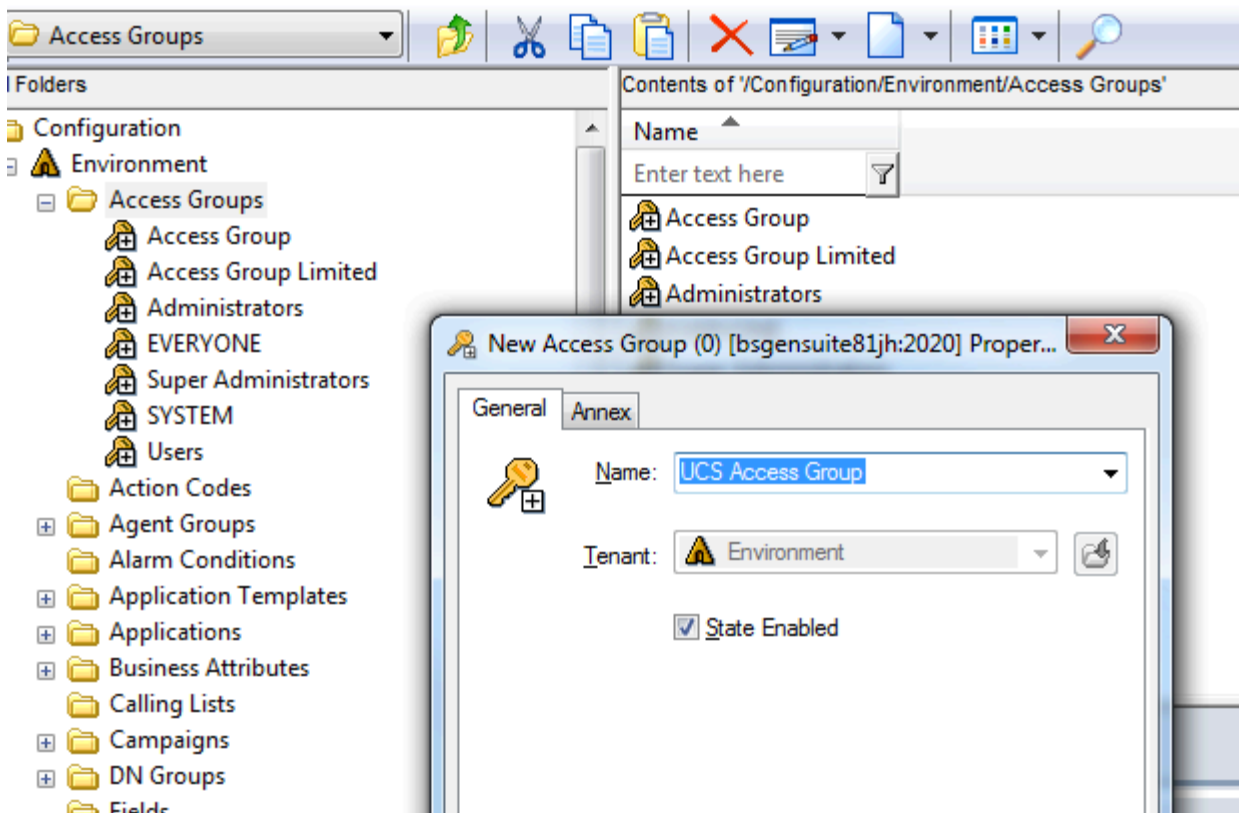 Access Groups
Folders
Contents of '/Configuration/Environment/Access Groups'
Configuration
Environment
Access Groups
Access Group
Access Group Limited
Administrators
EVERYONE
Super Administrators
SYSTEM
Users
Action Codes
Agent Groups
Alarm Conditions
Application Templates
Applications
Business Attributes
Calling Lists
Campaigns
DN Groups
Fields
Name
Enter text here
Access Group
Access Group Limited
Administrators
New Access Group (0) [bsgensuite81jh:2020] Proper...
General Annex
Name: UCS Access Group
Tenant: Environment
State Enabled